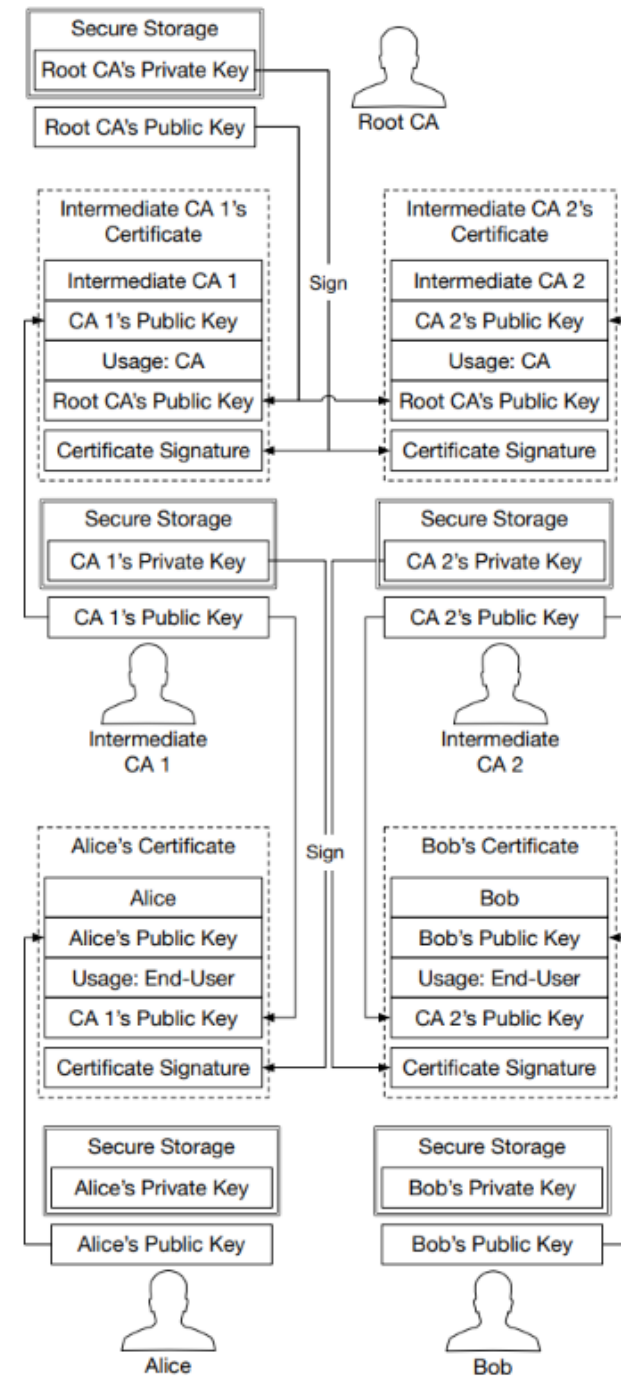 Secure Storage
Root CA's Private Key
Root CA's Public Key
Root CA
Intermediate CA 1's
Certificate
Intermediate CA 1
CA 1's Public Key
Usage: CA
Root CA's Public Key
Certificate Signature
Sign
Intermediate CA 2's
Certificate
Intermediate CA 2
CA 2's Public Key
Usage: CA
Root CA's Public Key
Certificate Signature
Secure Storage
CA 1's Private Key
CA 1's Public Key
Intermediate
CA 1
Secure Storage
CA 2's Private Key
CA 2's Public Key
Intermediate
CA 2
Alice's Certificate
Alice
Alice's Public Key
Usage: End-User
CA 1's Public Key
Certificate Signature
Sign
Bob's Certificate
Bob
Bob's Public Key
Usage: End-User
CA 2's Public Key
Certificate Signature
Secure Storage
Alice's Private Key
Alice's Public Key
Alice
Secure Storage
Bob's Private Key
Bob's Public Key
Bob